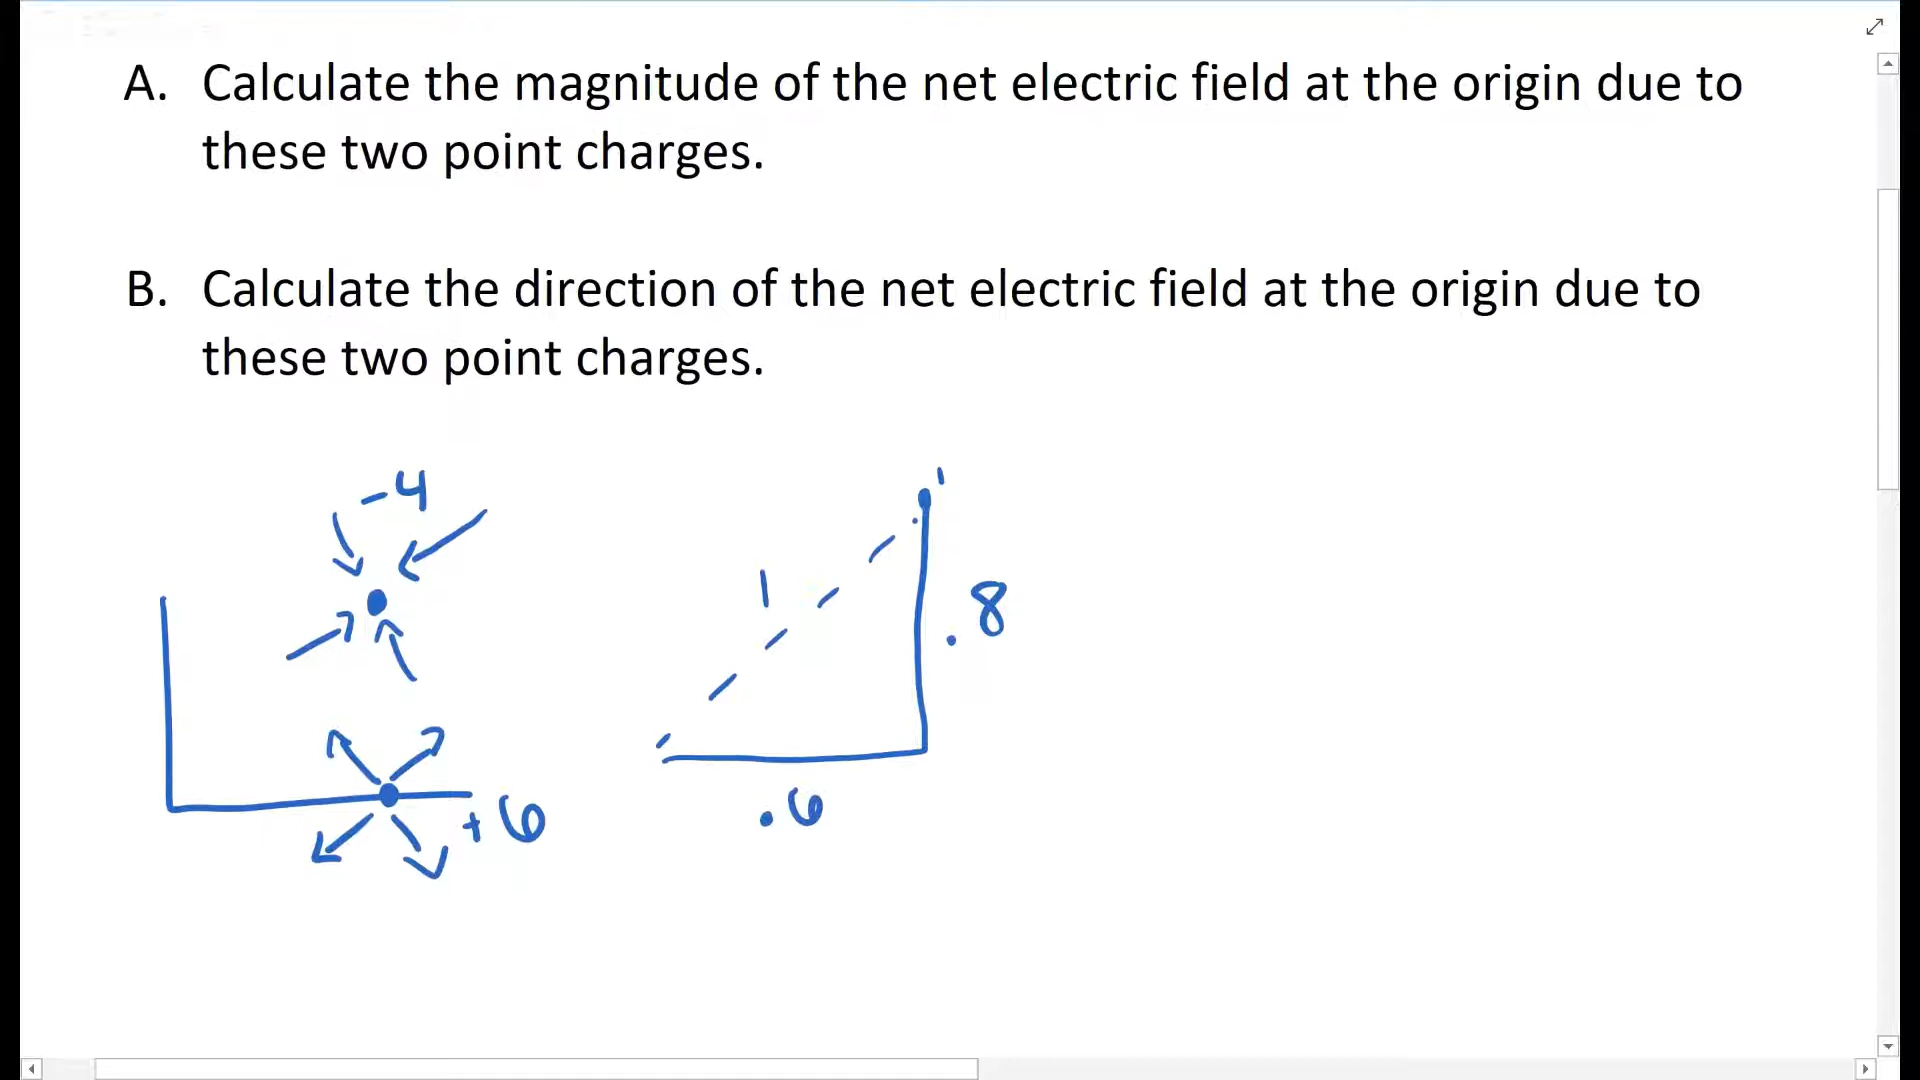 A. Calculate the magnitude of the net electric field at the origin due to
these two point charges.
B. Calculate the direction of the net electric field at the origin due to
these two point charges.
-4
1
.8
.6
+6